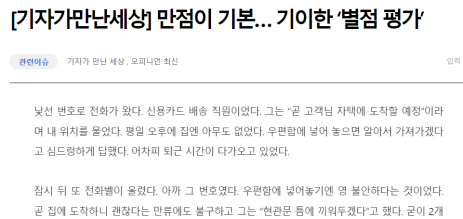 [기자가만난세상] 만점이 기본… 기이한 ‘별점 평가’
관련이슈 기자가 만난 세상 , 오피니언 최신
입력
낯선 번호로 전화가 왔다. 신용카드 배송 직원이었다. 그는 “곧 고객님 자택에 도착할 예정”이라
며 내 위치를 물었다. 평일 오후에 집엔 아무도 없었다. 우편함에 넣어 놓으면 알아서 가져가겠다
고 심드렁하게 답했다. 어차피 퇴근 시간이 다가오고 있었다.
잠시 뒤 또 전화벨이 울렸다. 아까 그 번호였다. 우편함에 넣어놓기엔 영 불안하다는 것이었다.
곧 집에 도착하니 괜찮다는 만류에도 불구하고 그는 “현관문 틈에 끼워두겠다”고 했다. 굳이 2개